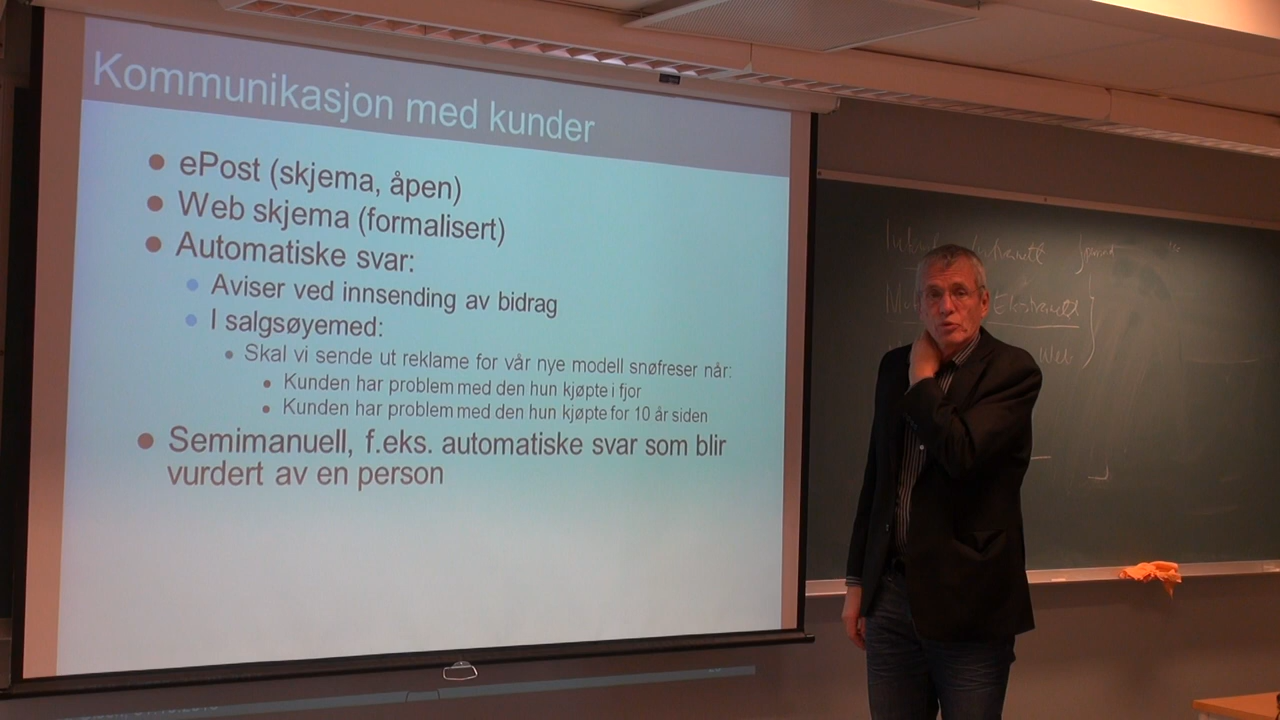 Kommunikasjon med kunder
ePost (skjema, åpen)
Web skjema (formalisert)
Automatiske svar:
Aviser ved innsending av bidrag
I salgsøyemed:
Skal vi sende ut reklame for vår nye modell snøfreser når:
Kunden har problem med den hun kjøpte i fjor
Kunden har problem med den hun kjøpte for 10 år siden
Semimanuell, f.eks. automatiske svar som blir
vurdert av en person
Ekstranett
Web